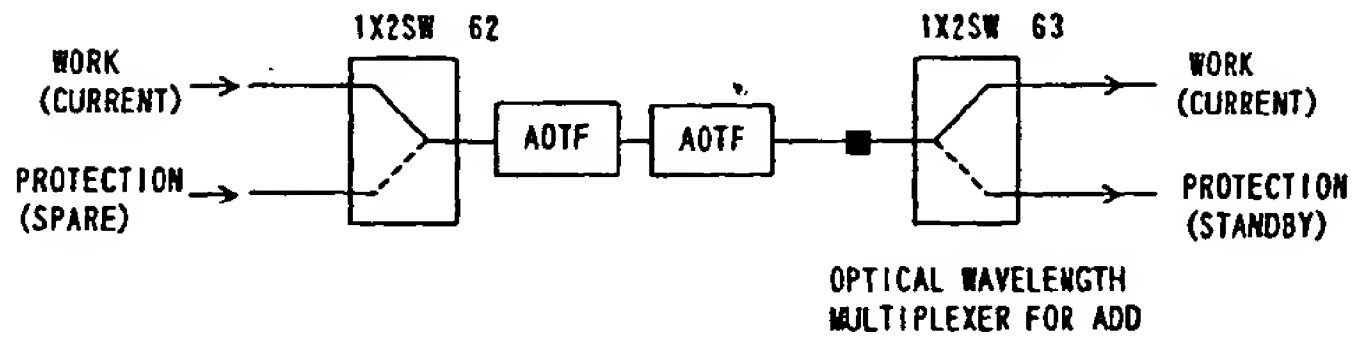 1X2SW 62
1X2SW 63
WORK
(CURRENT)
AOTF
AOTF
WORK
(CURRENT)
PROTECTION
(SPARE)
PROTECTION
(STANDBY)
OPTICAL WAVELENGTH
MULTIPLEXER FOR ADD